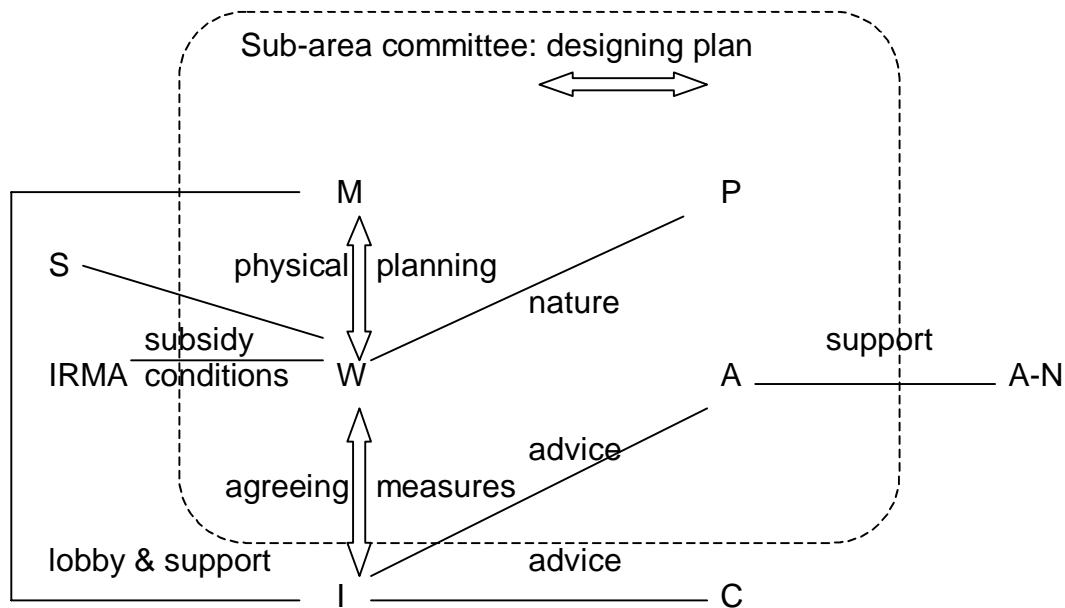 Sub-area committee: designing plan
M
P
S
physical planning
nature
subsidy
support
IRMA conditions
W
A
A-N
advice
agreeing measures
lobby & support
advice
I
C